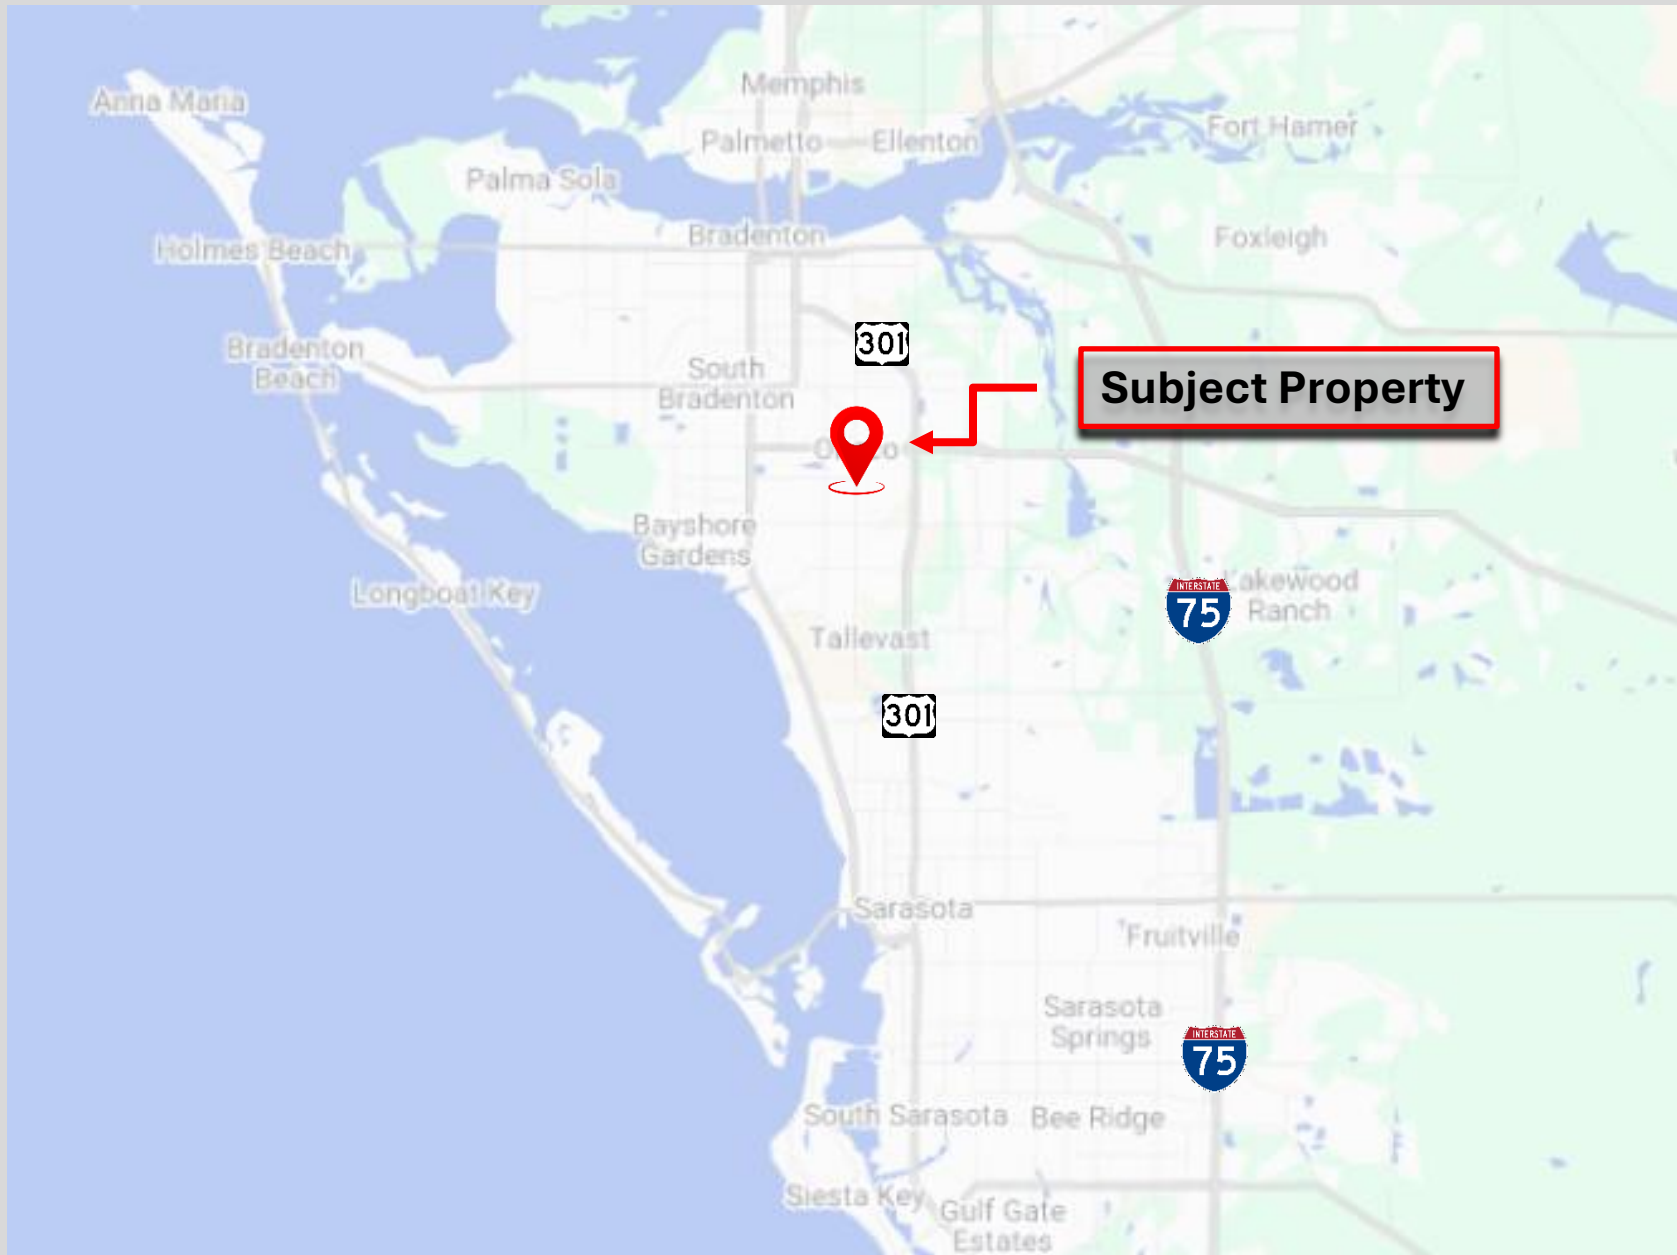 Memphis
Anna Maria
Fort Hamer
Palmetto
Ellenton
Palma Sola
Bradenton
Foxleigh
Holmes Beach
301
Bradenton
Beach
South
Bradenton
Subject Property
Bayshore
Gardens
Longboat Key
Lakewood
Ranch
INTERSTATE
75
Tallevast
301
Sarasota
Fruitville
Sarasota
Springs
INTERSTATE
75
South Sarasota
Bee Ridge
Siesta Key
Gulf Gate
Estates